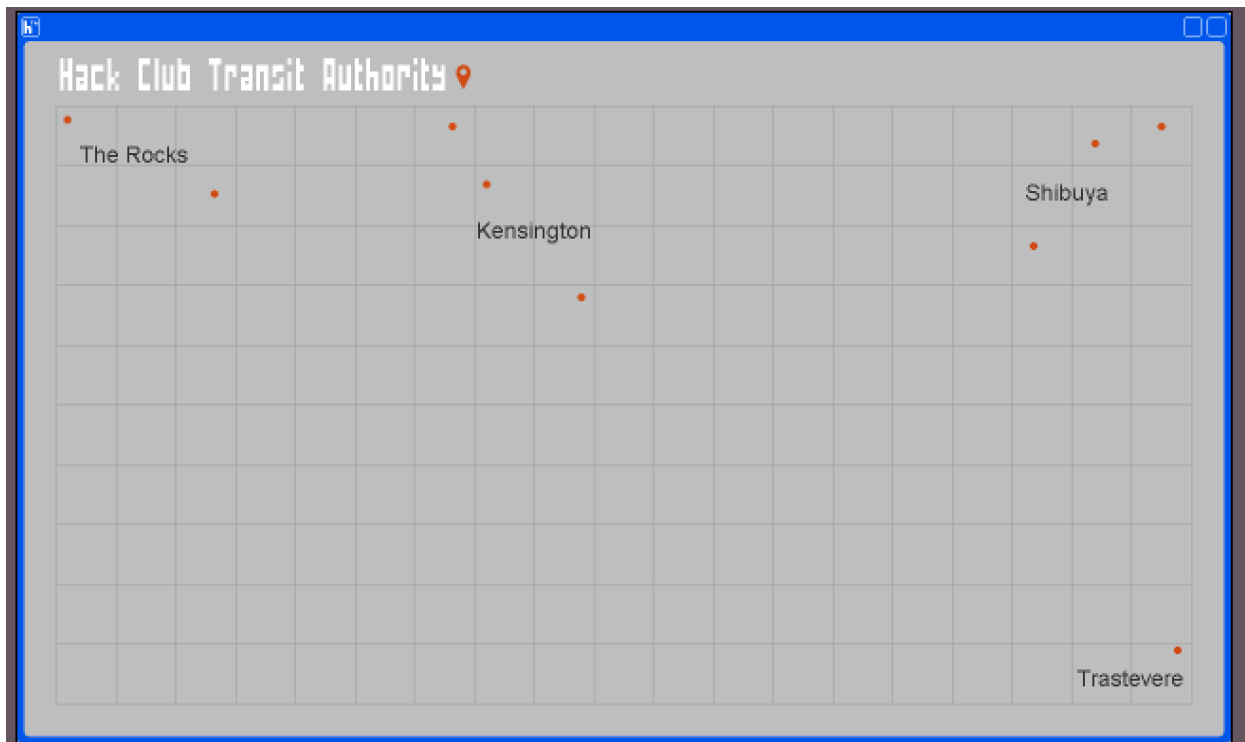 h
Hack Club Transit Authority
The Rocks
Shibuya
Kensington
Trastevere